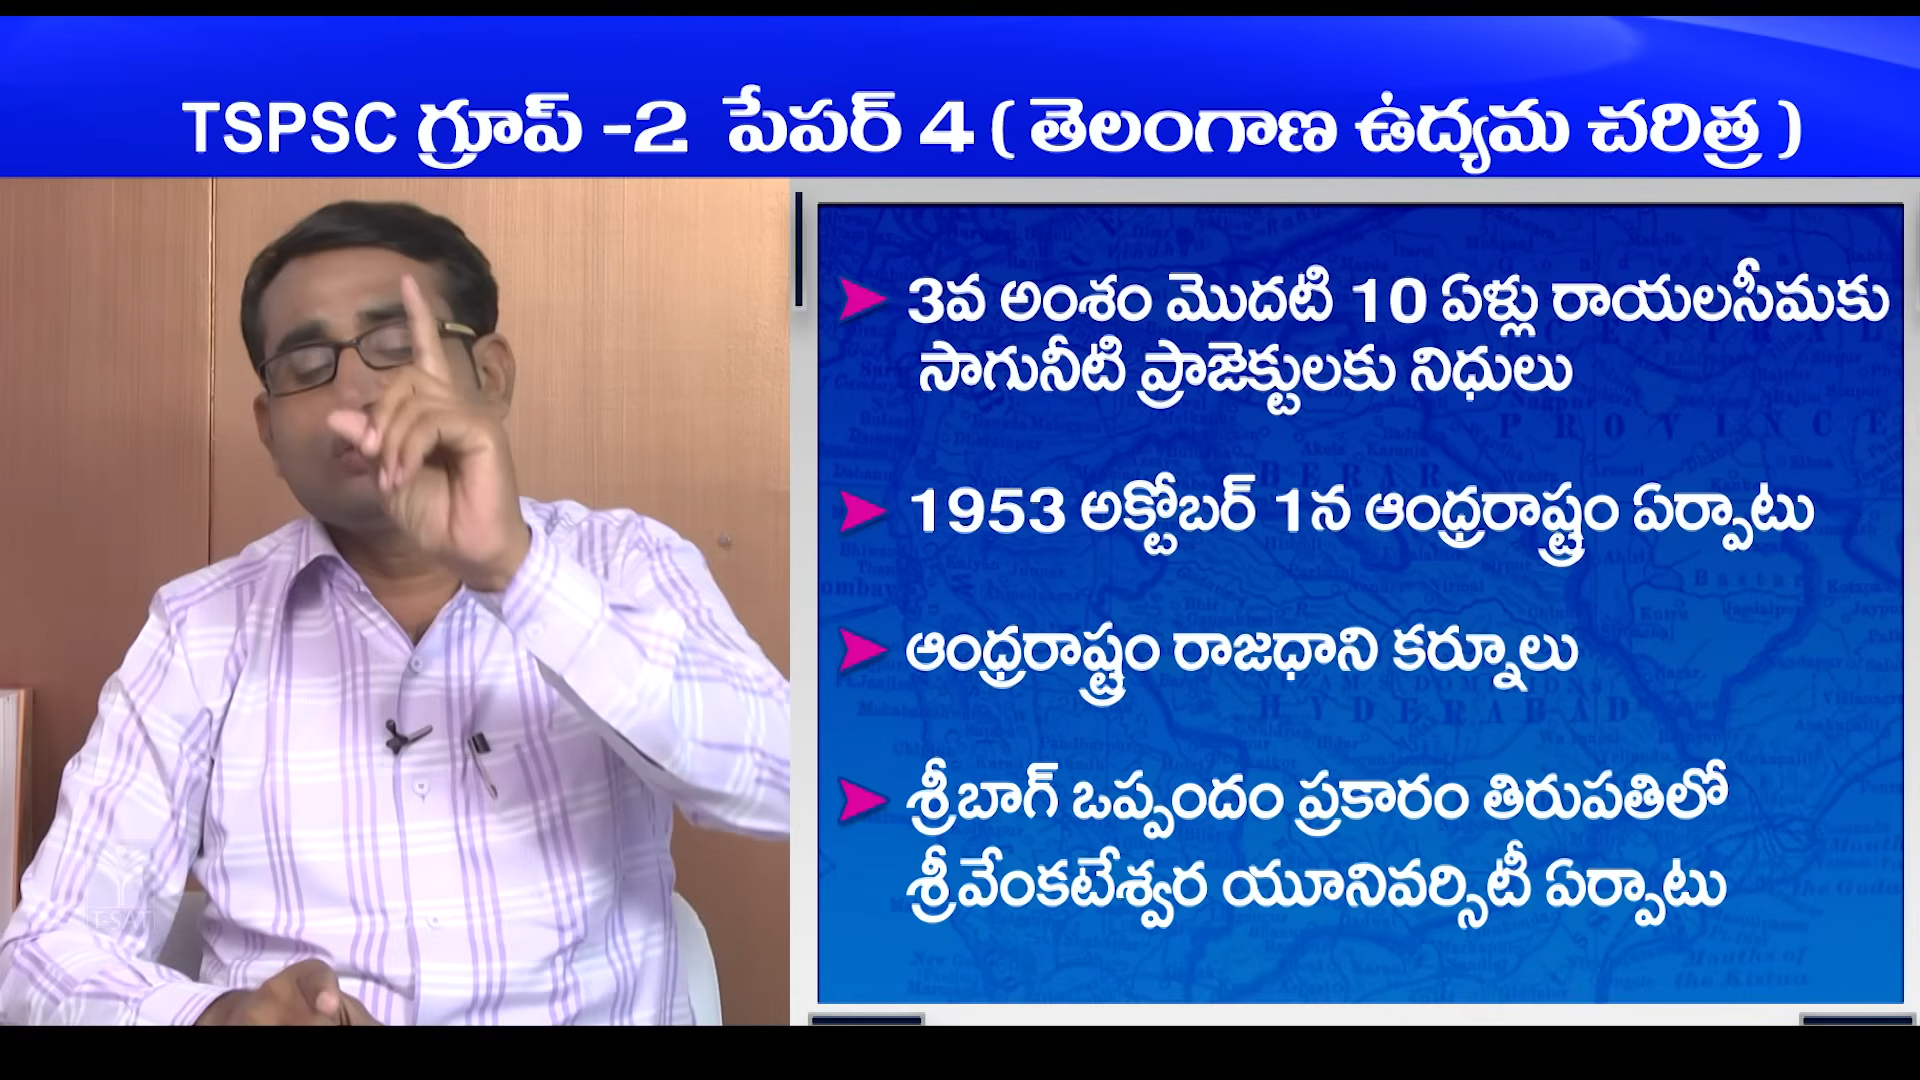 TSPSC గ్రూప్ -2 పేపర్ 4 ( తెలంగాణ ఉద్యమ చరిత్ర )
3వ అంశం మొదటి 10 ఏళ్లు రాయలసీమకు
సాగునీటి ప్రాజెక్టులకు నిధులు
1953 అక్టోబర్ 1న ఆంధ్రరాష్ట్రం ఏర్పాటు
ఆంధ్రరాష్ట్రం రాజధాని కర్నూలు
శ్రీబాగ్ ఒప్పందం ప్రకారం తిరుపతిలో
శ్రీవేంకటేశ్వర యూనివర్సిటీ ఏర్పాటు
T-SAT